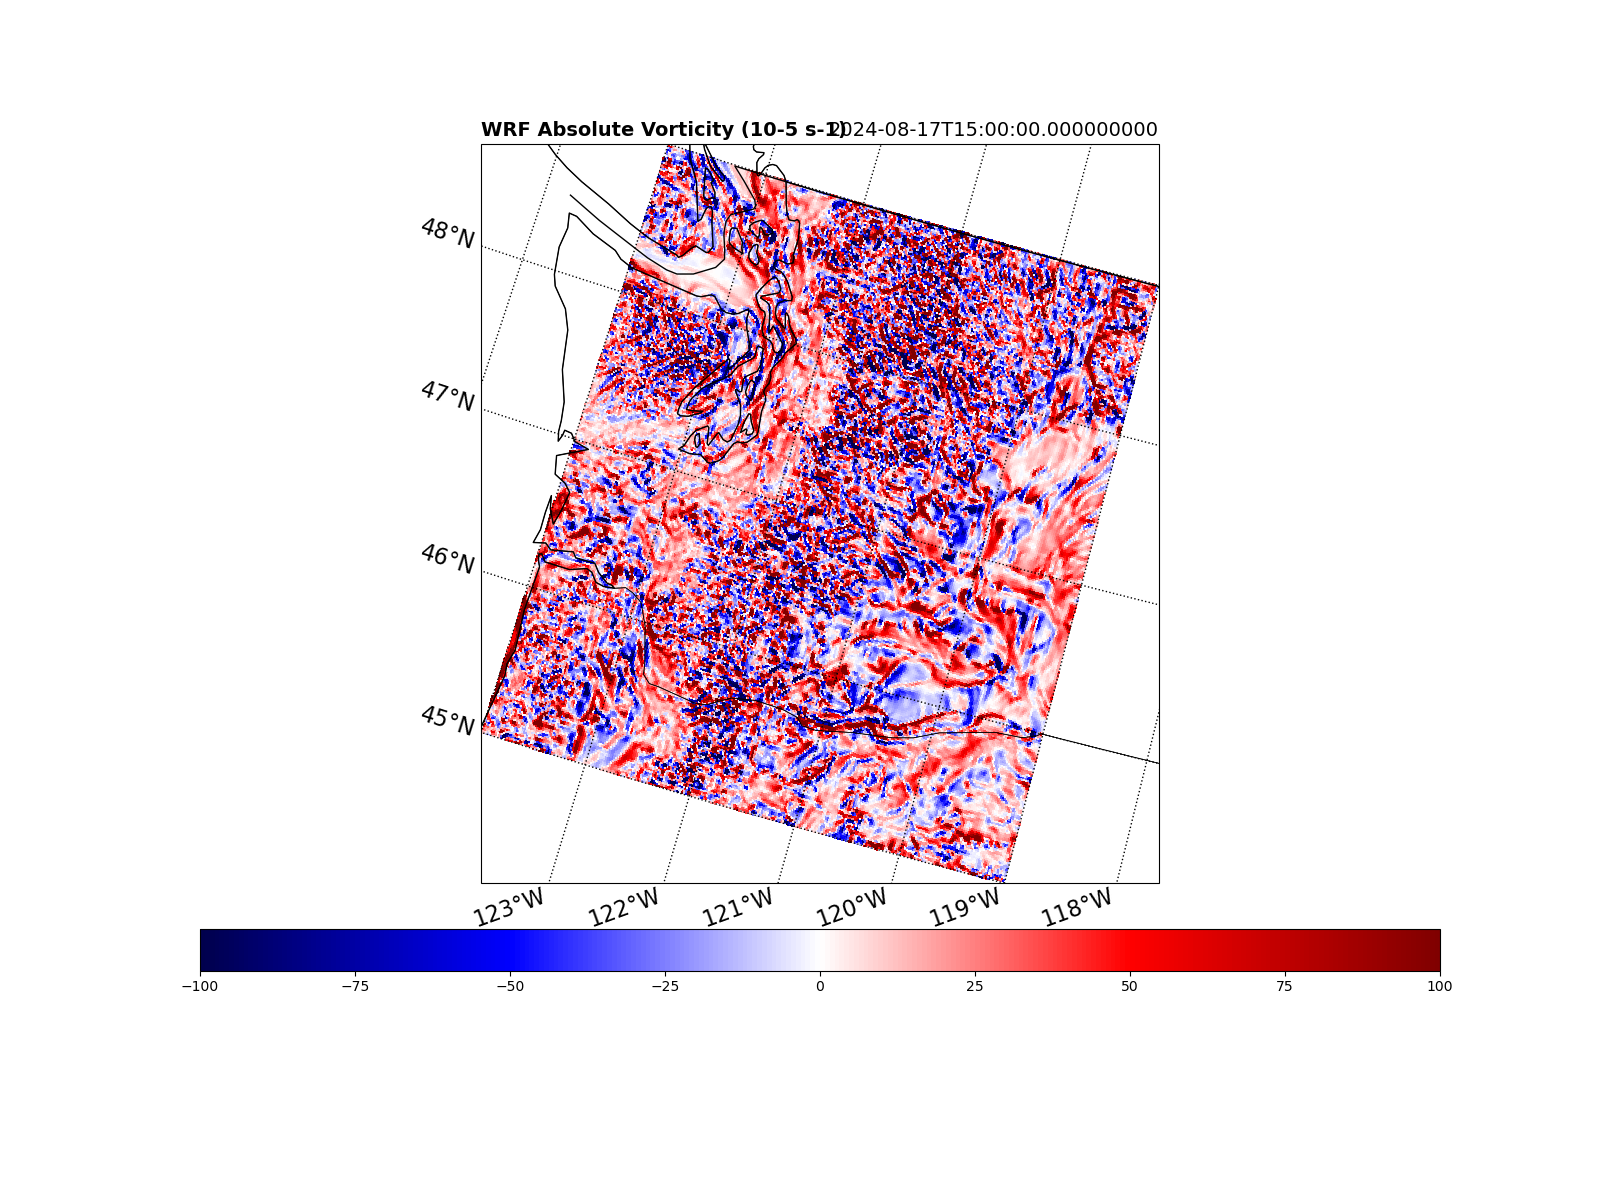 WRF Absolute Vorticity (10-5 s-1)
2024-08-17T15:00:00.000000000
48°N
47°N
46°N
45°N
123°W 122°W 121°W 120°W 119°W 118°W
−100 −75 −50 −25 0 25 50 75 100